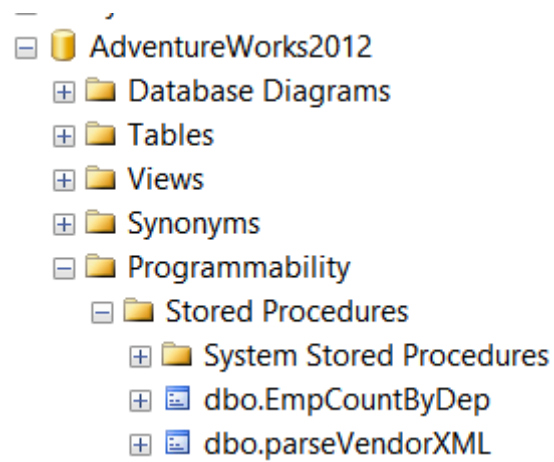 AdventureWorks2012
Database Diagrams
Tables
Views
Synonyms
Programmability
Stored Procedures
System Stored Procedures
dbo.EmpCountByDep
dbo.parseVendorXML